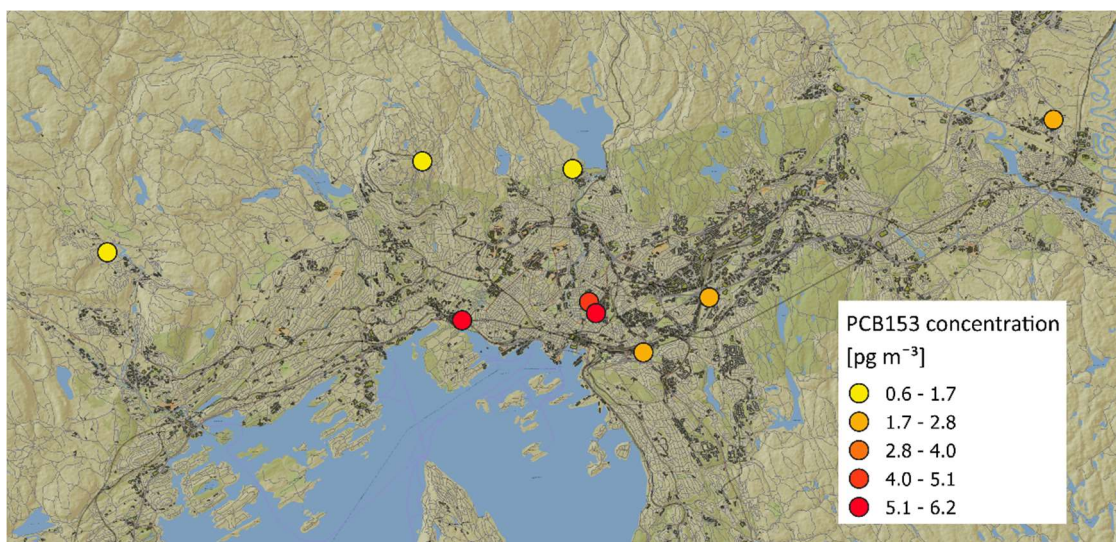 PCB153 concentration
[pg m⁻³]
0.6 - 1.7
1.7 - 2.8
2.8 - 4.0
4.0 - 5.1
5.1 - 6.2